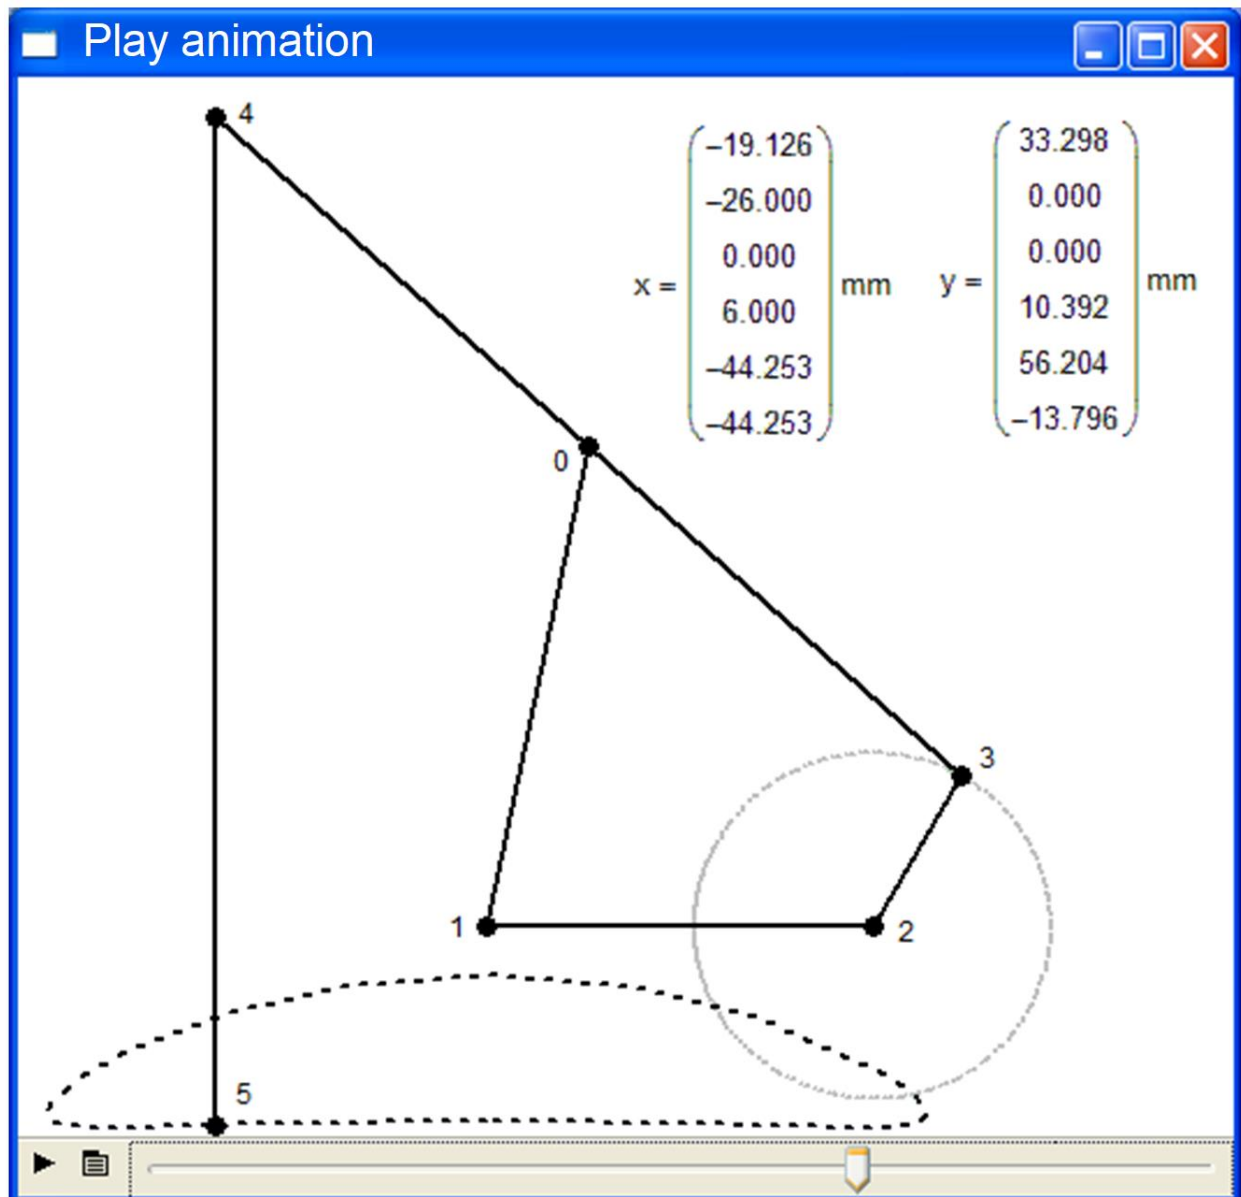 Play animation
4
x = (–19.126 –26.000 0.000 6.000 –44.253 –44.253) mm
y = (33.298 0.000 0.000 10.392 56.204 –13.796) mm
0
3
1
2
5